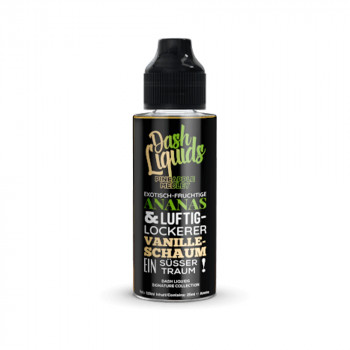 Dash
Liquids
PINEAPPLE
MEDLEY
EXOTISCH-FRUCHTIGE
ANANAS
& LUFTIG-
LOCKERER
VANILLE-
SCHAUM
EIN SÜSSER
TRAUM !
DASH LIQUIDS
SIGNATURE COLLECTION